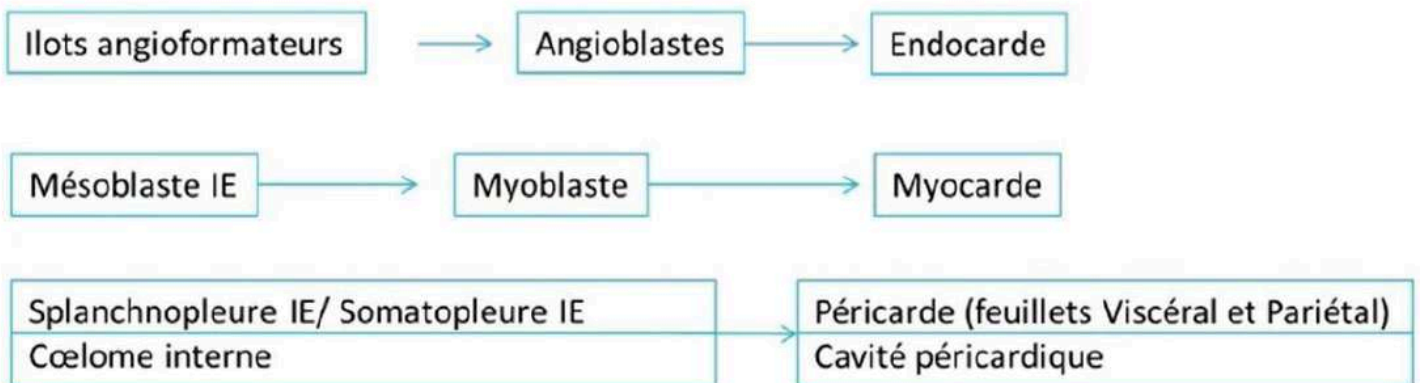 Ilots angioformateurs
Angioblastes
Endocarde
Mésoblaste IE
Myoblaste
Myocarde
Splanchnopleure IE/ Somatopleure IE
Cœlome interne
Péricarde (feuillets Viscéral et Pariétal)
Cavité péricardique